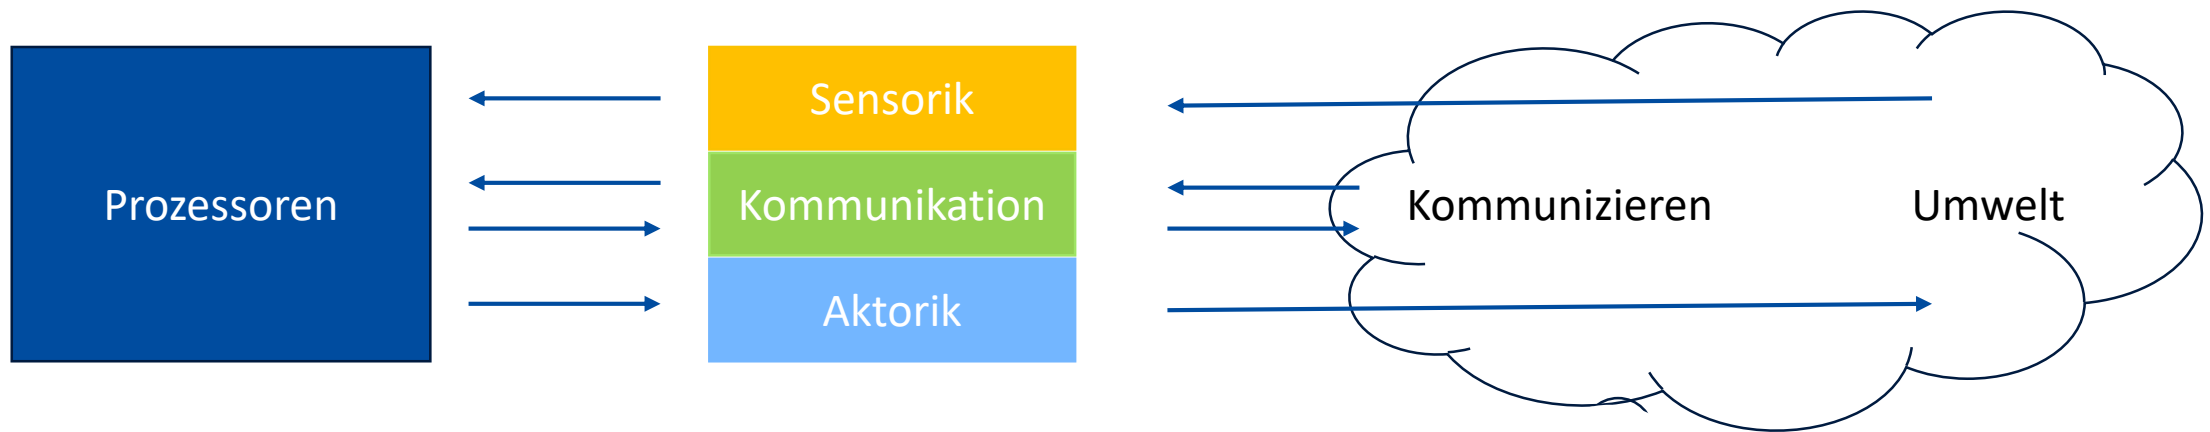 Prozessoren
Sensorik
Kommunikation
Aktorik
Kommunizieren
Umwelt